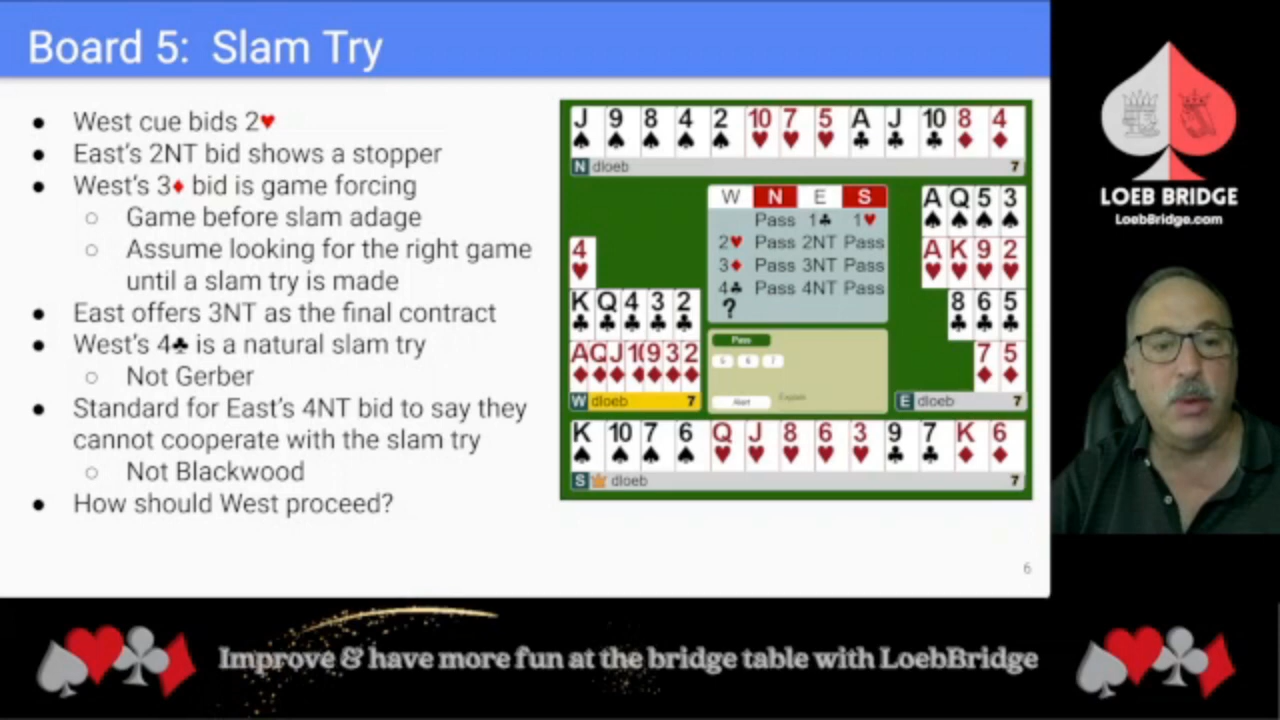 Board 5: Slam Try
● West cue bids 2♥
● East's 2NT bid shows a stopper
● West's 3♦ bid is game forcing
○ Game before slam adage
○ Assume looking for the right game
until a slam try is made
● East offers 3NT as the final contract
● West's 4♣ is a natural slam try
○ Not Gerber
● Standard for East's 4NT bid to say they
cannot cooperate with the slam try
○ Not Blackwood
● How should West proceed?
J♠ 9♠ 8♠ 4♠ 2♠ 10♥ 7♥ 5♥ A♣ J♣ 10♣ 8♦ 4♦
N dloeb 7
W N E S
Pass 1♣ 1♥
2♥ Pass 2NT Pass
3♦ Pass 3NT Pass
4♣ Pass 4NT Pass
?
Pass
5 6 7
Alert Explain
4♥
K♣ Q♣ 4♣ 3♣ 2♣
A♦ Q♦ J♦ 10♦ 9♦ 3♦ 2♦
W dloeb 7
A♠ Q♠ 5♠ 3♠
A♥ K♥ 9♥ 2♥
8♣ 6♣ 5♣
7♦ 5♦
E dloeb 7
K♠ 10♠ 7♠ 6♠ Q♥ J♥ 8♥ 6♥ 3♥ 9♣ 7♣ K♦ 6♦
S dloeb 7
6
LOEB BRIDGE
LoebBridge.com
Improve & have more fun at the bridge table with LoebBridge